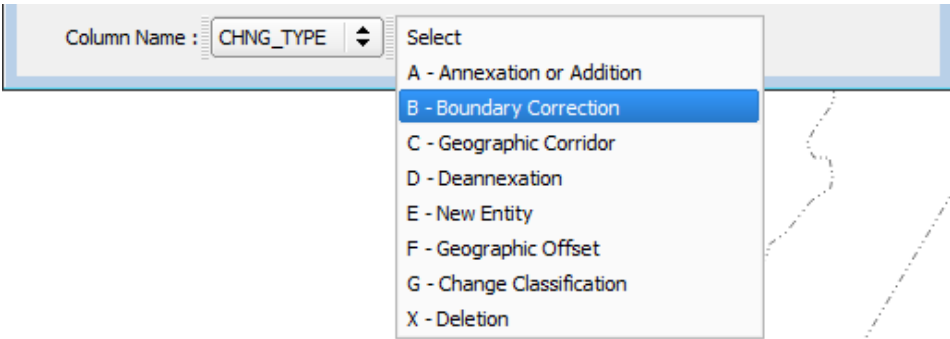 Column Name : CHNG_TYPE Select
A - Annexation or Addition
B - Boundary Correction
C - Geographic Corridor
D - Deannexation
E - New Entity
F - Geographic Offset
G - Change Classification
X - Deletion